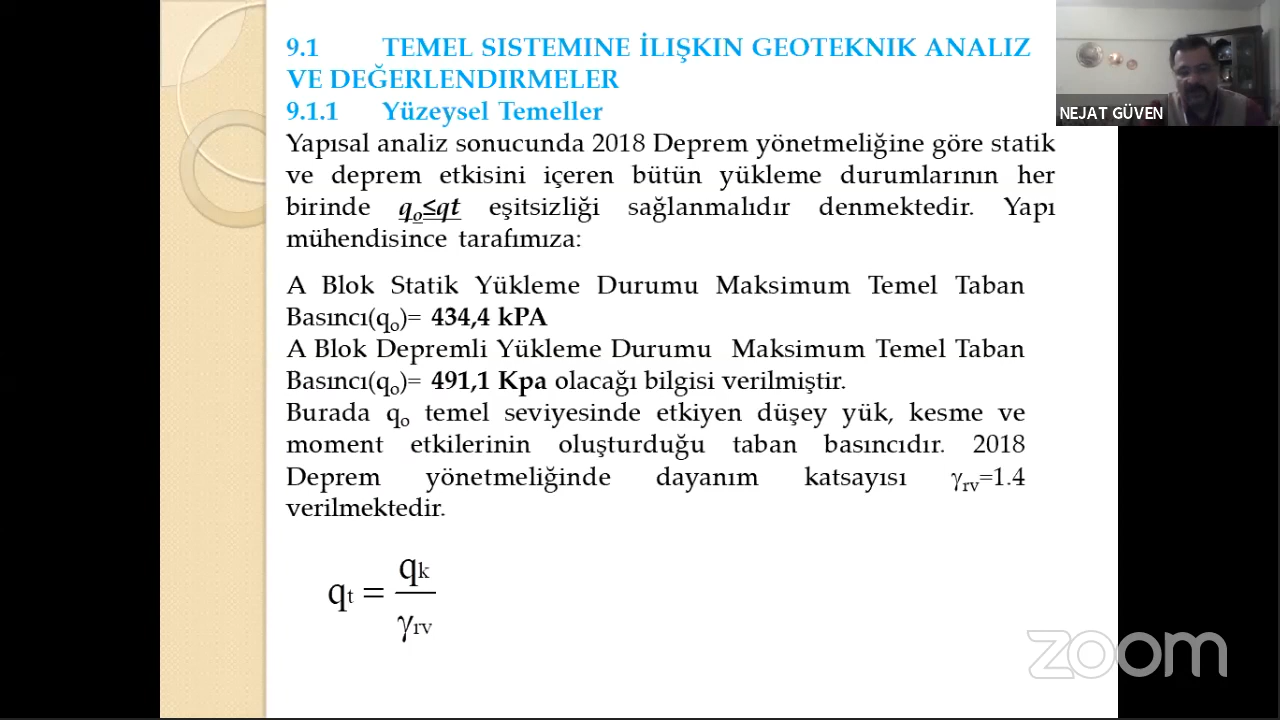 9.1 TEMEL SISTEMINE İLIŞKIN GEOTEKNIK ANALIZ
VE DEĞERLENDIRMELER
9.1.1 Yüzeysel Temeller
Yapısal analiz sonucunda 2018 Deprem yönetmeliğine göre statik
ve deprem etkisini içeren bütün yükleme durumlarının her
birinde qo≤qt eşitsizliği sağlanmalıdır denmektedir. Yapı
mühendisince tarafımıza:
A Blok Statik Yükleme Durumu Maksimum Temel Taban
Basıncı(qo)= 434,4 kPA
A Blok Depremli Yükleme Durumu Maksimum Temel Taban
Basıncı(qo)= 491,1 Kpa olacağı bilgisi verilmiştir.
Burada qo temel seviyesinde etkiyen düşey yük, kesme ve
moment etkilerinin oluşturduğu taban basıncıdır. 2018
Deprem yönetmeliğinde dayanım katsayısı γrv=1.4
verilmektedir.
qt = qk / γrv
NEJAT GÜVEN
zoom